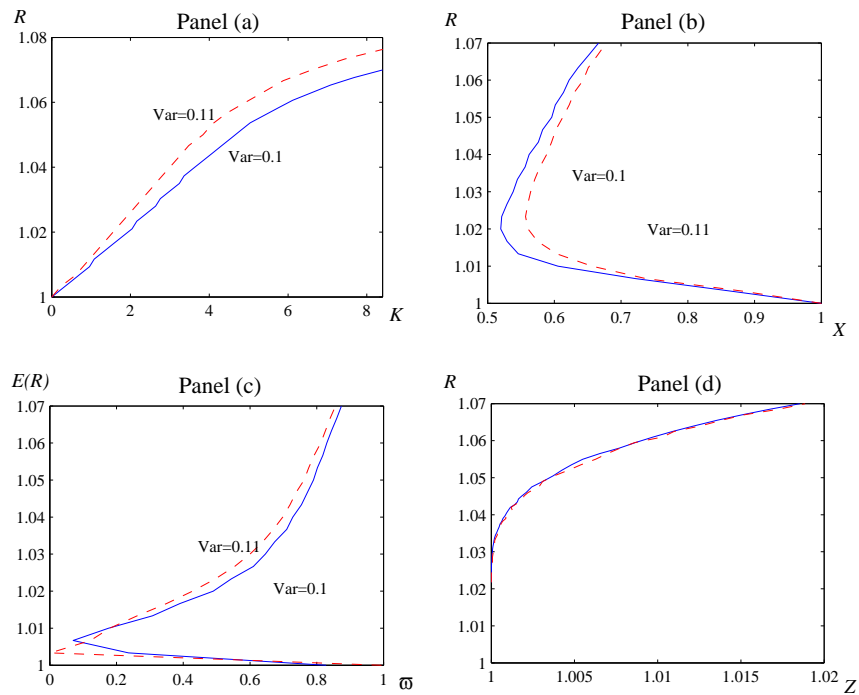 R
Panel (a)
1.08
1.06
1.04
1.02
1
Var=0.11
Var=0.1
0 2 4 6 8
K
R
Panel (b)
1.07
1.06
1.05
1.04
1.03
1.02
1.01
1
Var=0.1
Var=0.11
0.5 0.6 0.7 0.8 0.9 1
X
E(R)
Panel (c)
1.07
1.06
1.05
1.04
1.03
1.02
1.01
1
Var=0.11
Var=0.1
0 0.2 0.4 0.6 0.8 1
ϖ
R
Panel (d)
1.07
1.06
1.05
1.04
1.03
1.02
1.01
1
1 1.005 1.01 1.015 1.02
Z